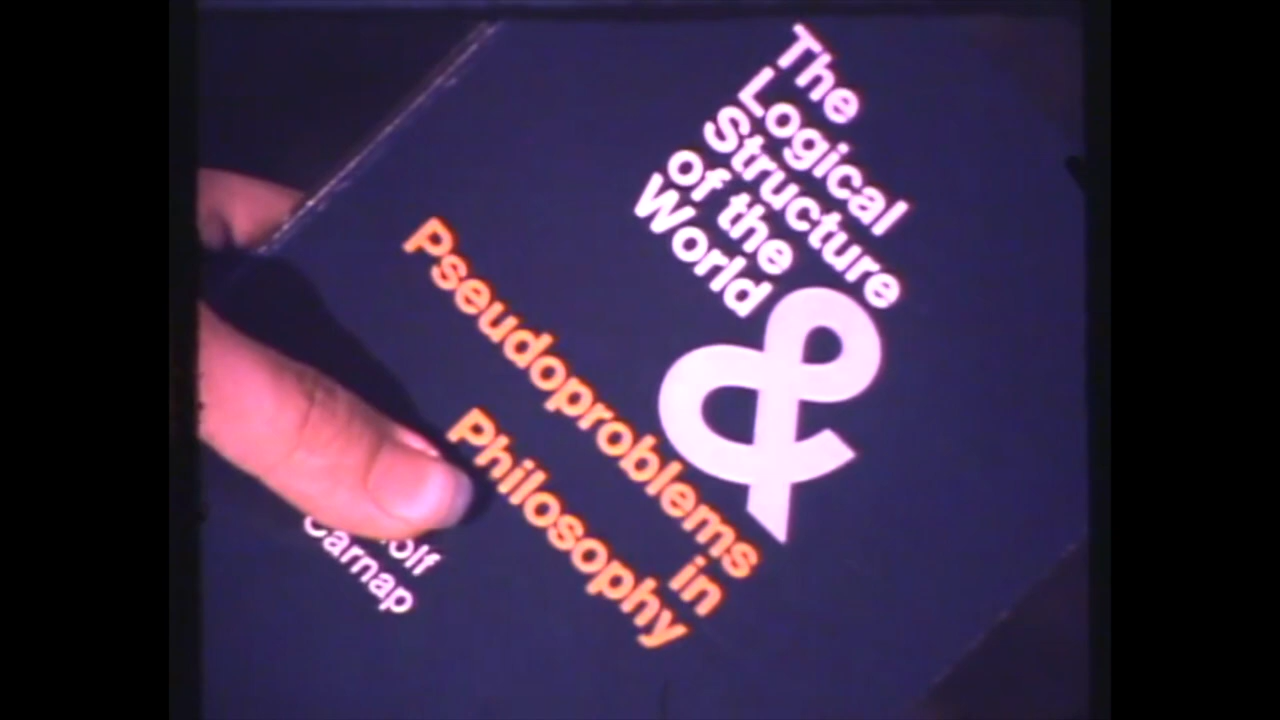 The
Logical
Structure
of the
World
&
Pseudoproblems
in
Philosophy
olf
Carnap